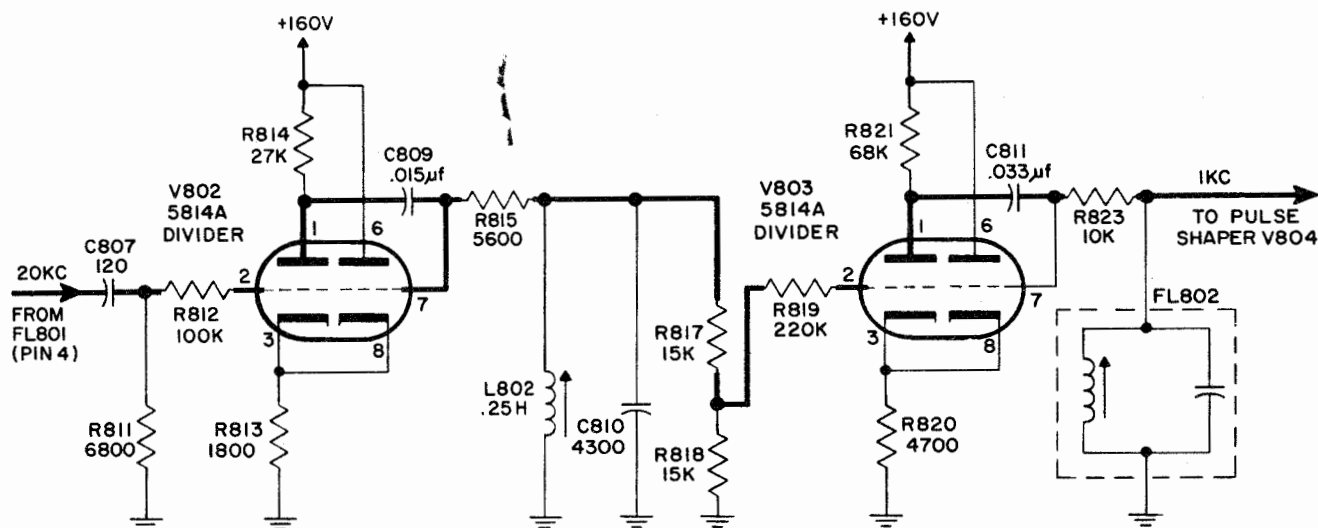 +160V
R814
27K
C809
.015µf
V802
5814A
DIVIDER
1
6
C807
120
20KC
2
7
R815
5600
FROM
FL801
(PIN 4)
R812
100K
3
8
R811
6800
R813
1800
L802
.25H
C810
4300
R817
15K
R818
15K
+160V
R821
68K
C811
.033µf
V803
5814A
DIVIDER
1
6
R823
10K
1KC
TO PULSE
SHAPER V804
2
7
R819
220K
3
8
R820
4700
FL802